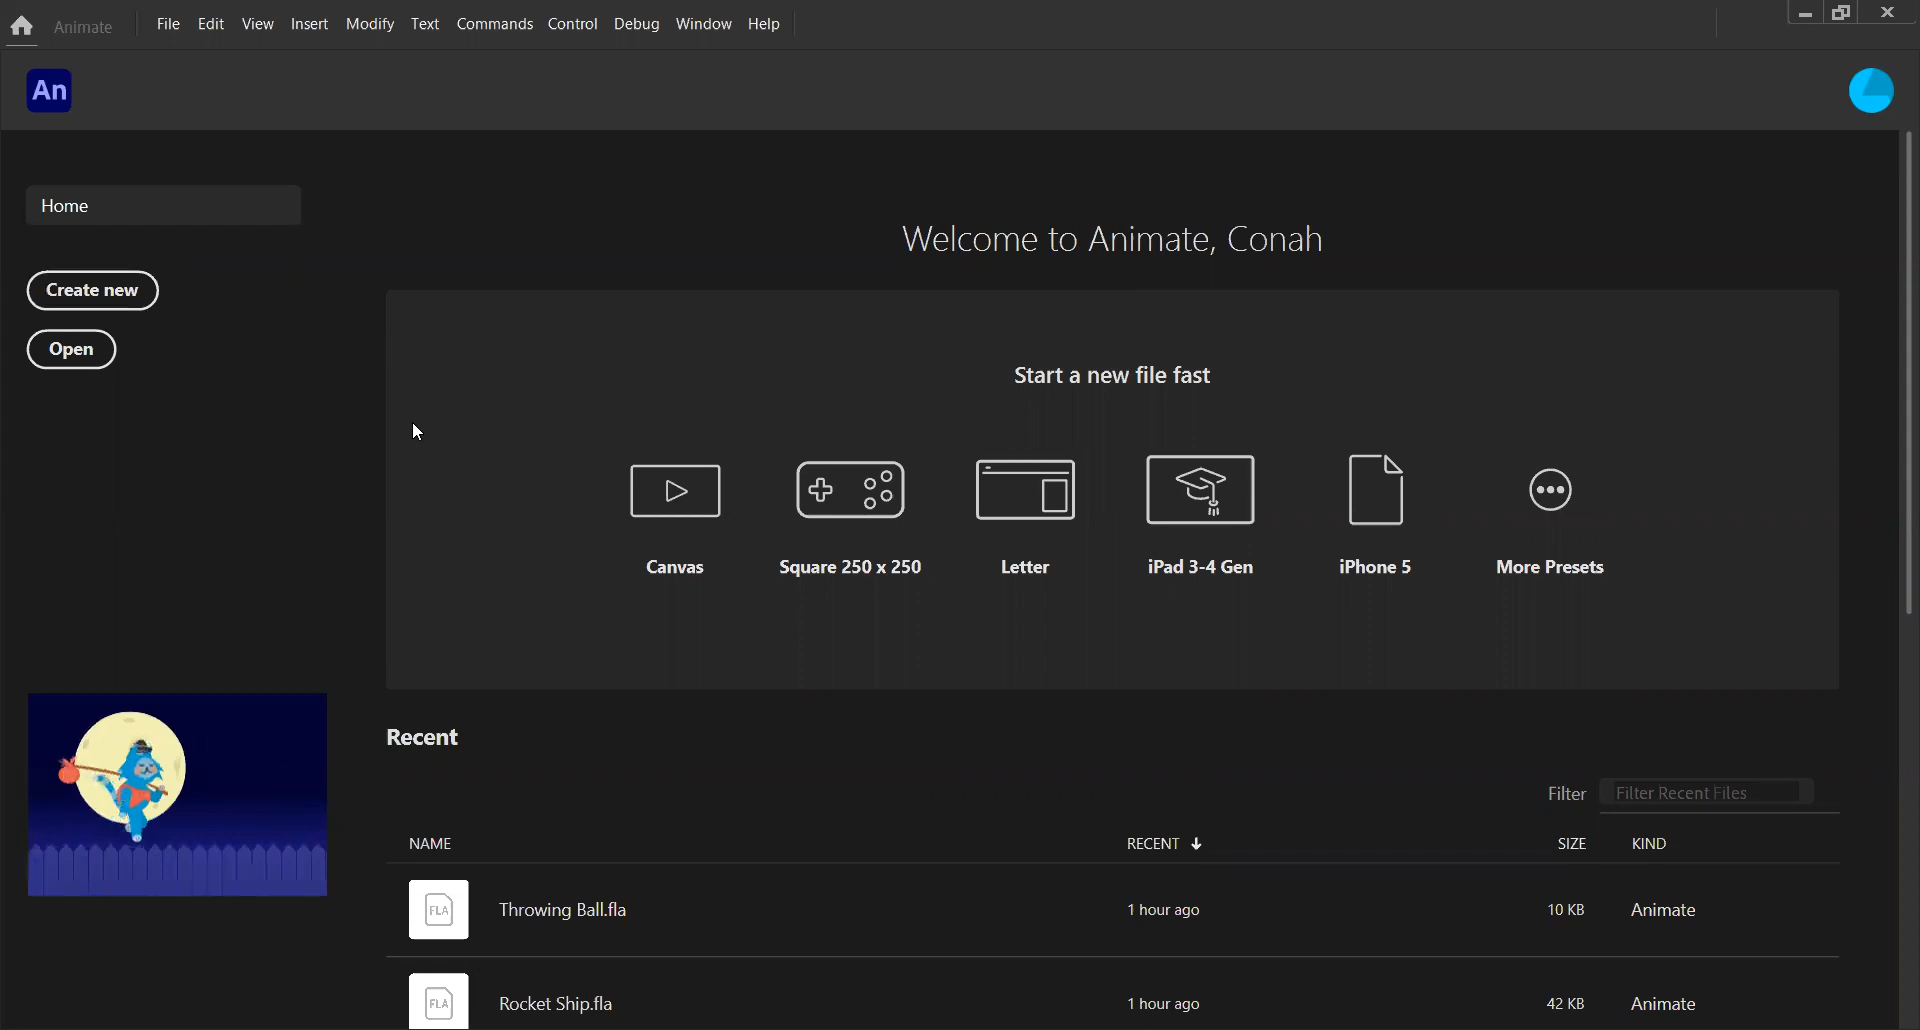 Animate File Edit View Insert Modify Text Commands Control Debug Window Help
An
Home
Welcome to Animate, Conah
Create new
Open
Start a new file fast
Canvas Square 250 x 250 Letter iPad 3-4 Gen iPhone 5 More Presets
Recent
Filter Filter Recent Files
NAME RECENT SIZE KIND
FLA Throwing Ball.fla 1 hour ago 10 KB Animate
FLA Rocket Ship.fla 1 hour ago 42 KB Animate